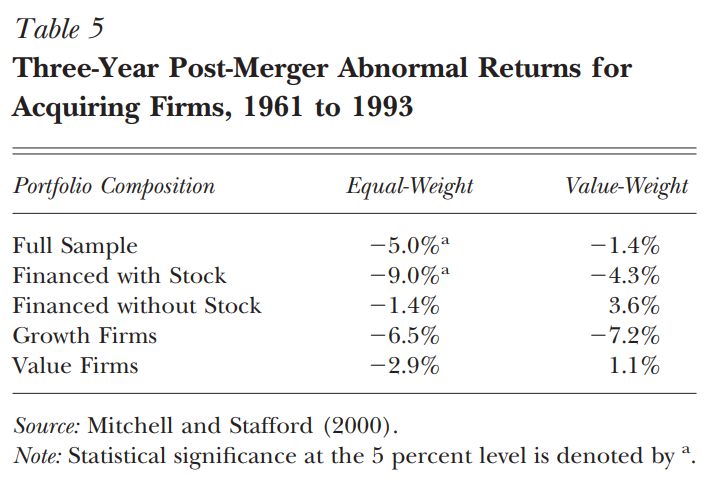 Table 5
Three-Year Post-Merger Abnormal Returns for
Acquiring Firms, 1961 to 1993
Portfolio Composition Equal-Weight Value-Weight
Full Sample −5.0%ᵃ −1.4%
Financed with Stock −9.0%ᵃ −4.3%
Financed without Stock −1.4% 3.6%
Growth Firms −6.5% −7.2%
Value Firms −2.9% 1.1%
Source: Mitchell and Stafford (2000).
Note: Statistical significance at the 5 percent level is denoted by ᵃ.